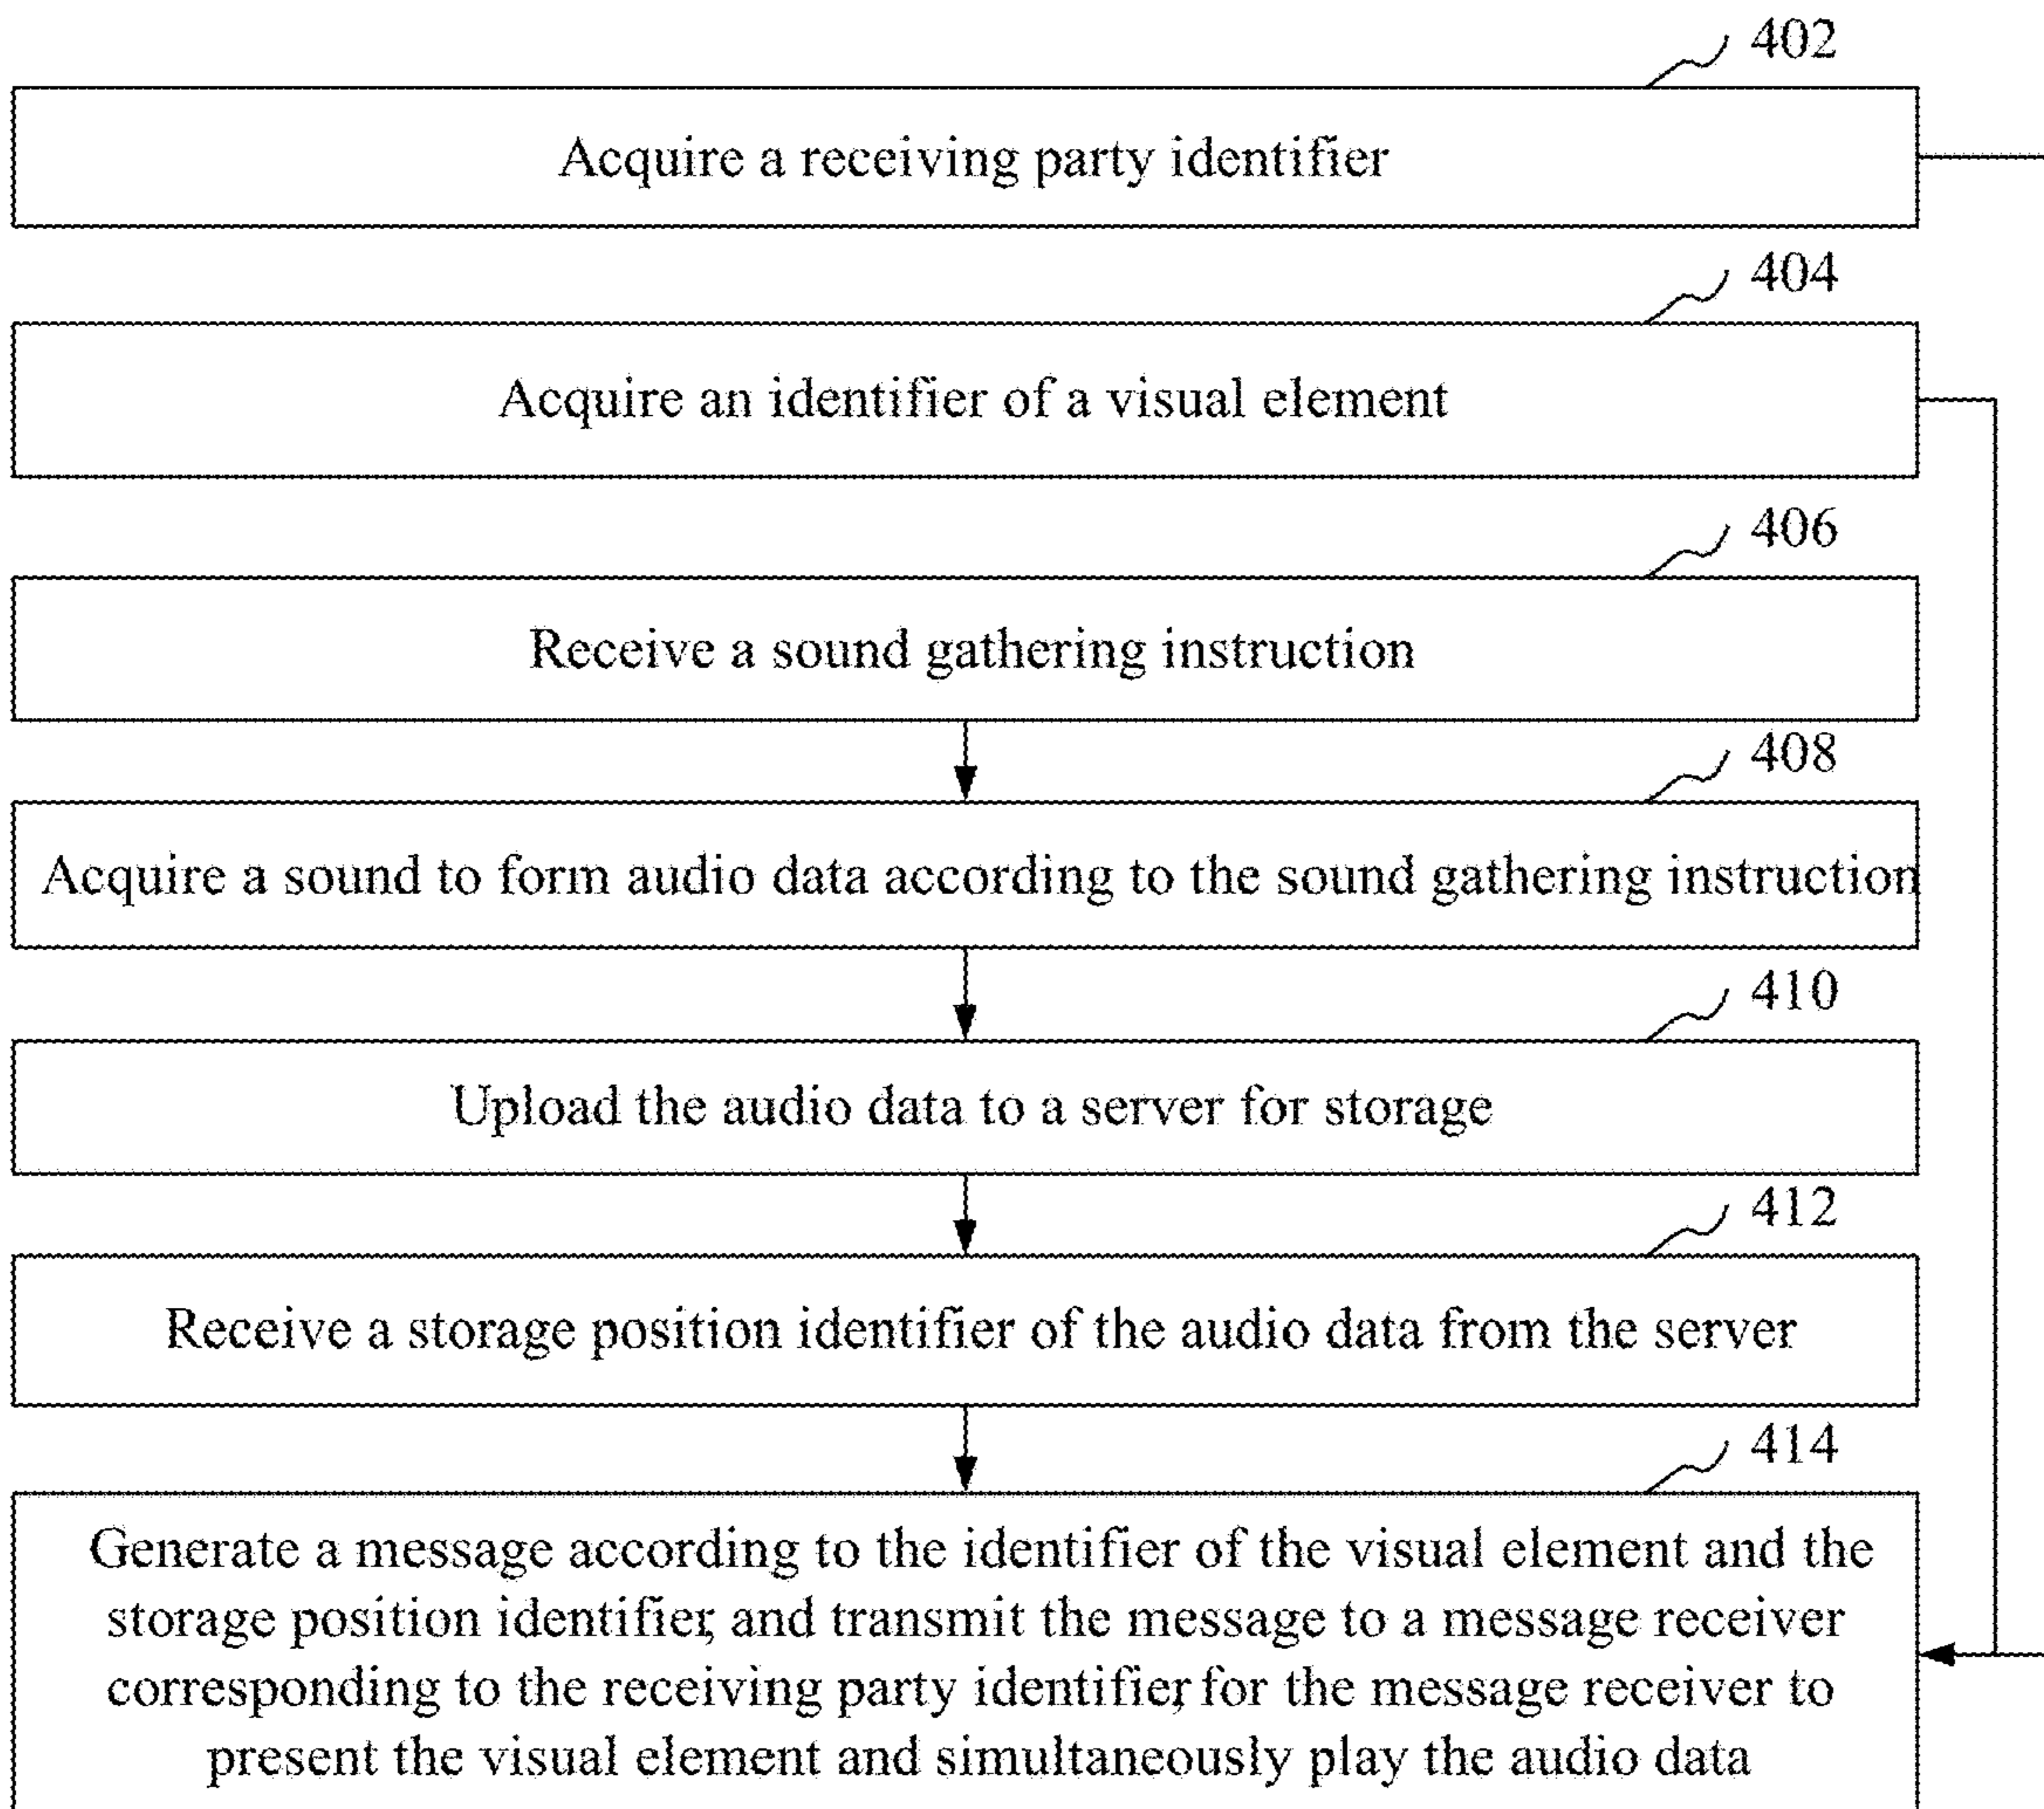 402
Acquire a receiving party identifier
404
Acquire an identifier of a visual element
406
Receive a sound gathering instruction
408
Acquire a sound to form audio data according to the sound gathering instruction
410
Upload the audio data to a server for storage
412
Receive a storage position identifier of the audio data from the server
414
Generate a message according to the identifier of the visual element and the
storage position identifier, and transmit the message to a message receiver
corresponding to the receiving party identifier, for the message receiver to
present the visual element and simultaneously play the audio data